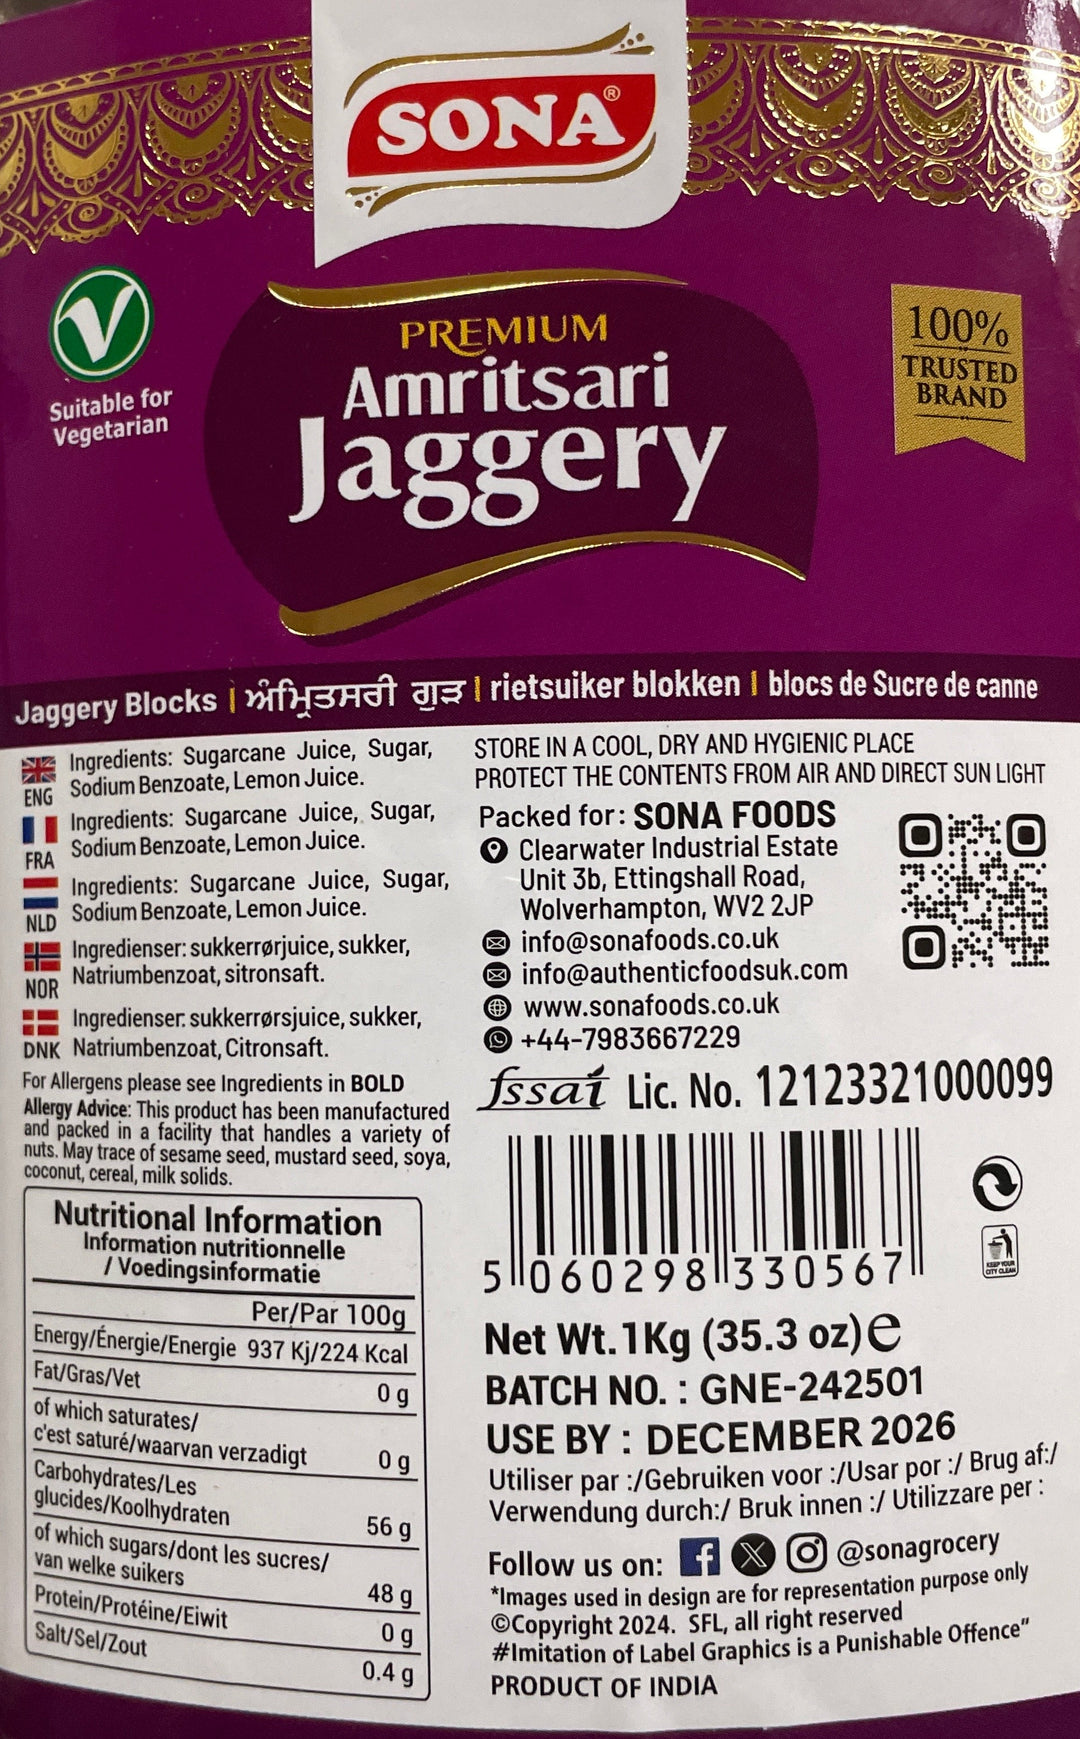 SONA®
PREMIUM
Amritsari
Jaggery
V
Suitable for
Vegetarian
100%
TRUSTED
BRAND
Jaggery Blocks | ਅੰਮ੍ਰਿਤਸਰੀ ਗੁੜ | rietsuiker blokken | blocs de Sucre de canne
ENG Ingredients: Sugarcane Juice, Sugar,
Sodium Benzoate, Lemon Juice.
FRA Ingredients: Sugarcane Juice, Sugar,
Sodium Benzoate, Lemon Juice.
NLD Ingredients: Sugarcane Juice, Sugar,
Sodium Benzoate, Lemon Juice.
NOR Ingredienser: sukkerrørjuice, sukker,
Natriumbenzoat, sitronsaft.
DNK Ingredienser: sukkerrørsjuice, sukker,
Natriumbenzoat, Citronsaft.
For Allergens please see Ingredients in BOLD
Allergy Advice: This product has been manufactured
and packed in a facility that handles a variety of
nuts. May trace of sesame seed, mustard seed, soya,
coconut, cereal, milk solids.
Nutritional Information
Information nutritionnelle
/ Voedingsinformatie
Per/Par 100g
Energy/Énergie/Energie 937 Kj/224 Kcal
Fat/Gras/Vet 0 g
of which saturates/
c'est saturé/waarvan verzadigt 0 g
Carbohydrates/Les
glucides/Koolhydraten 56 g
of which sugars/dont les sucres/
van welke suikers 48 g
Protein/Protéine/Eiwit 0 g
Salt/Sel/Zout 0.4 g
STORE IN A COOL, DRY AND HYGIENIC PLACE
PROTECT THE CONTENTS FROM AIR AND DIRECT SUN LIGHT
Packed for: SONA FOODS
Clearwater Industrial Estate
Unit 3b, Ettingshall Road,
Wolverhampton, WV2 2JP
info@sonafoods.co.uk
info@authenticfoodsuk.com
www.sonafoods.co.uk
+44-7983667229
fssai Lic. No. 12123321000099
5 060298 330567
KEEP YOUR
CITY CLEAN
Net Wt. 1Kg (35.3 oz) e
BATCH NO. : GNE-242501
USE BY : DECEMBER 2026
Utiliser par :/Gebruiken voor :/Usar por :/ Brug af:/
Verwendung durch:/ Bruk innen :/ Utilizzare per :
Follow us on: f X @sonagrocery
*Images used in design are for representation purpose only
©Copyright 2024. SFL, all right reserved
#Imitation of Label Graphics is a Punishable Offence"
PRODUCT OF INDIA